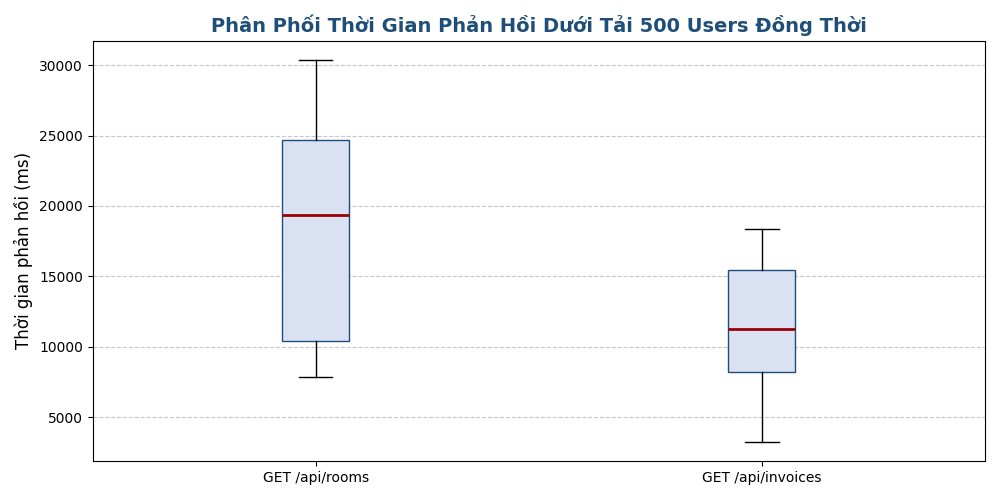 Phân Phối Thời Gian Phản Hồi Dưới Tải 500 Users Đồng Thời
Thời gian phản hồi (ms)
30000
25000
20000
15000
10000
5000
GET /api/rooms
GET /api/invoices